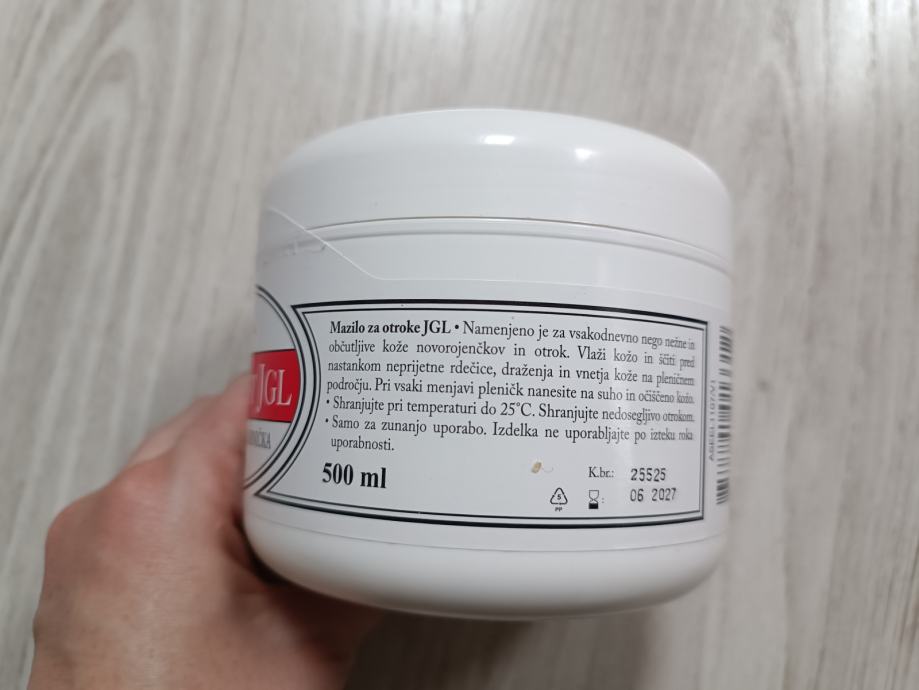 JGL
Mazilo za otroke JGL • Namenjeno je za vsakodnevno nego nežne in
občutljive kože novorojenčkov in otrok. Vlaži kožo in ščiti pred
nastankom neprijetne rdečice, draženja in vnetja kože na pleničnem
področju. Pri vsaki menjavi pleničk nanesite na suho in očiščeno kožo.
• Shranjujte pri temperaturi do 25°C. Shranjujte nedosegljivo otrokom.
• Samo za zunanjo uporabo. Izdelka ne uporabljajte po izteku roka
uporabnosti.
500 ml
K.br.: 25525
: 06 2027
5
PP